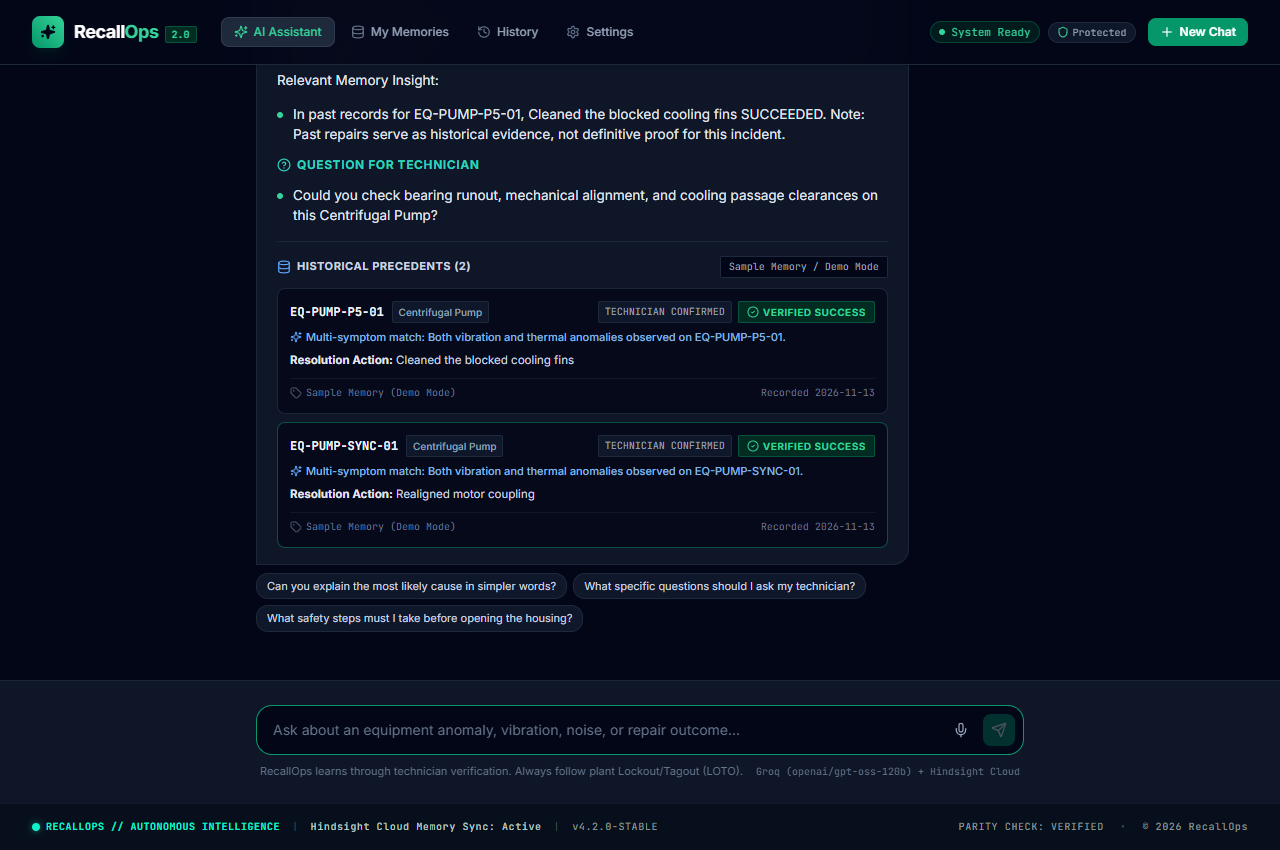 RecallOps 2.0 AI Assistant My Memories History Settings System Ready Protected New Chat
Relevant Memory Insight:
In past records for EQ-PUMP-P5-01, Cleaned the blocked cooling fins SUCCEEDED. Note:
Past repairs serve as historical evidence, not definitive proof for this incident.
QUESTION FOR TECHNICIAN
Could you check bearing runout, mechanical alignment, and cooling passage clearances on
this Centrifugal Pump?
HISTORICAL PRECEDENTS (2) Sample Memory / Demo Mode
EQ-PUMP-P5-01 Centrifugal Pump TECHNICIAN CONFIRMED VERIFIED SUCCESS
Multi-symptom match: Both vibration and thermal anomalies observed on EQ-PUMP-P5-01.
Resolution Action: Cleaned the blocked cooling fins
Sample Memory (Demo Mode) Recorded 2026-11-13
EQ-PUMP-SYNC-01 Centrifugal Pump TECHNICIAN CONFIRMED VERIFIED SUCCESS
Multi-symptom match: Both vibration and thermal anomalies observed on EQ-PUMP-SYNC-01.
Resolution Action: Realigned motor coupling
Sample Memory (Demo Mode) Recorded 2026-11-13
Can you explain the most likely cause in simpler words? What specific questions should I ask my technician?
What safety steps must I take before opening the housing?
Ask about an equipment anomaly, vibration, noise, or repair outcome...
RecallOps learns through technician verification. Always follow plant Lockout/Tagout (LOTO). Groq (openai/gpt-oss-120b) + Hindsight Cloud
RECALLOPS // AUTONOMOUS INTELLIGENCE | Hindsight Cloud Memory Sync: Active | v4.2.0-STABLE PARITY CHECK: VERIFIED · © 2026 RecallOps